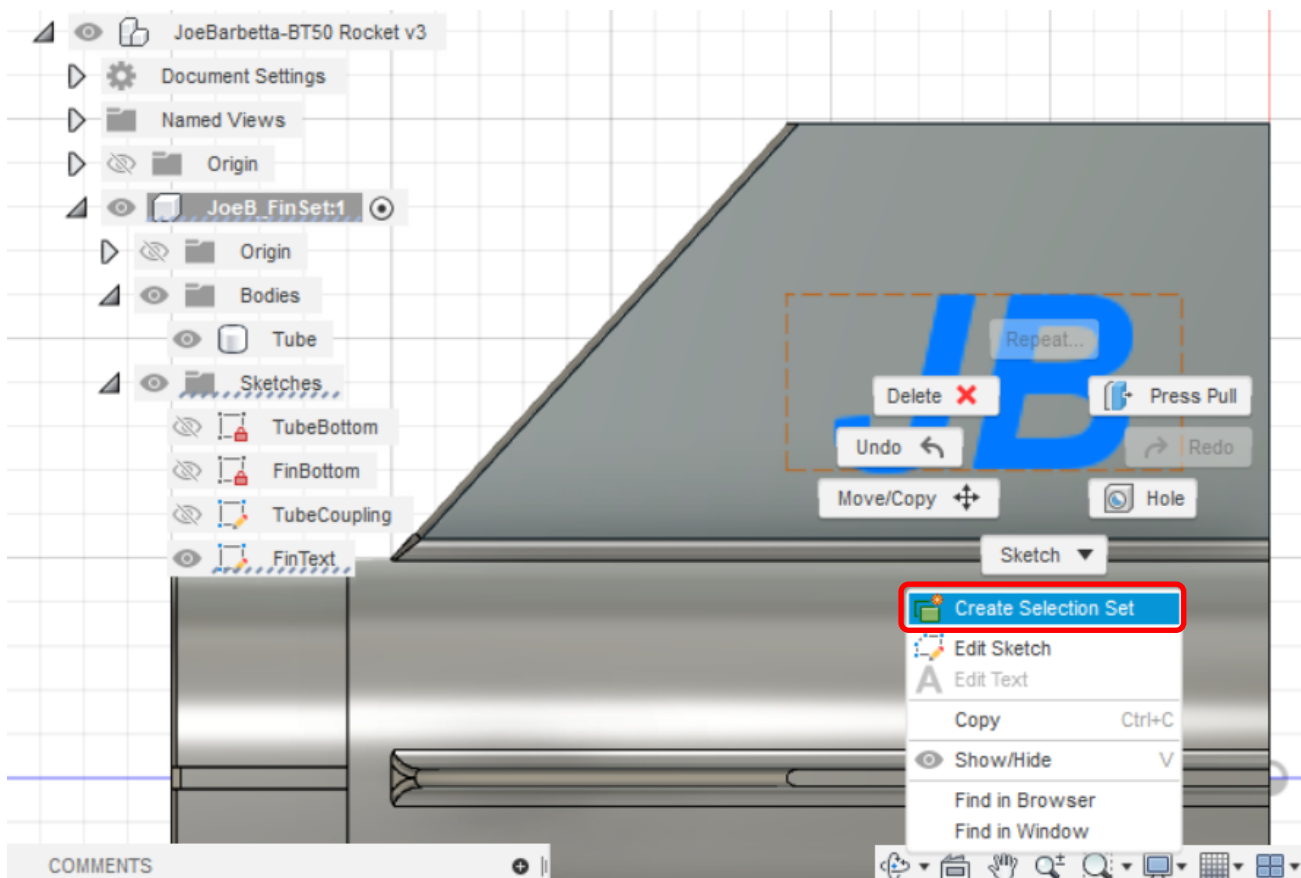 JoeBarbetta-BT50 Rocket v3
Document Settings
Named Views
Origin
JoeB_FinSet:1
Origin
Bodies
Tube
Sketches
TubeBottom
FinBottom
TubeCoupling
FinText
JB
Repeat...
Delete
Press Pull
Undo
Redo
Move/Copy
Hole
Sketch
Create Selection Set
Edit Sketch
A Edit Text
Copy Ctrl+C
Show/Hide V
Find in Browser
Find in Window
COMMENTS